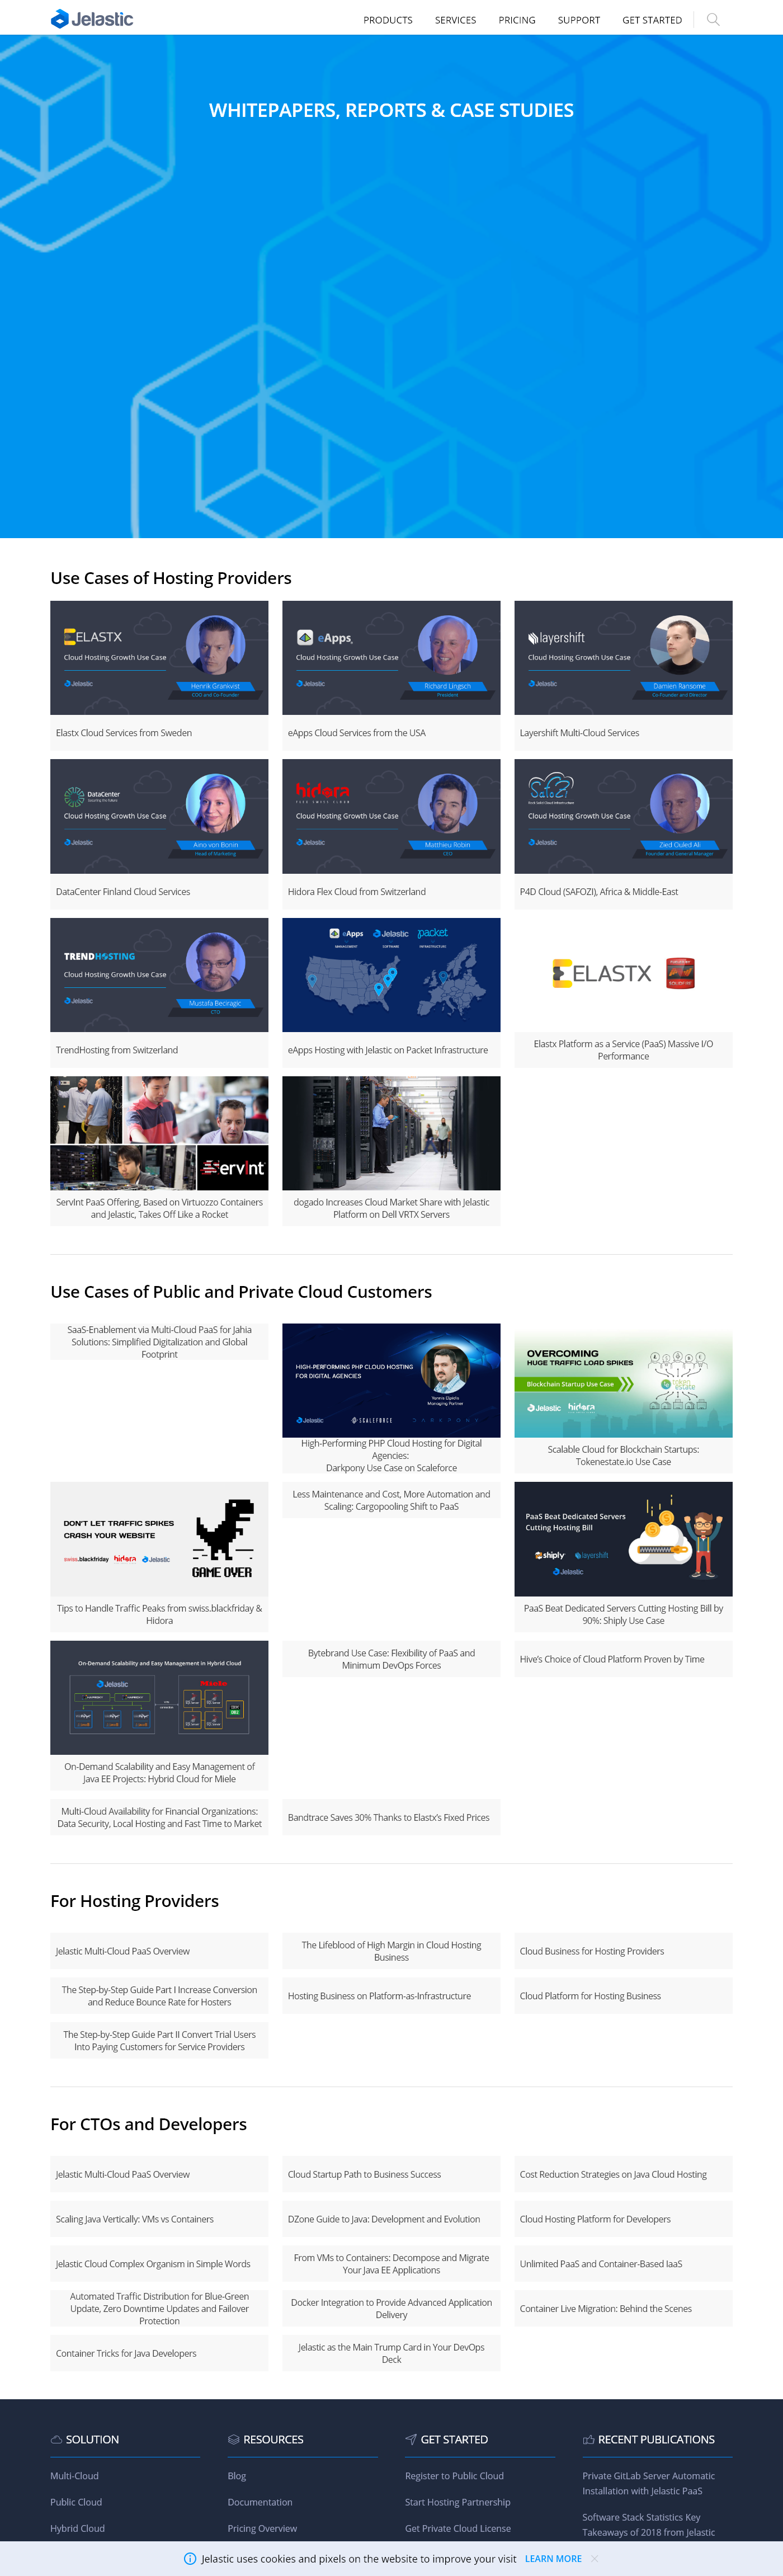 Jelastic
PRODUCTS
SERVICES
PRICING
SUPPORT
GET STARTED
WHITEPAPERS, REPORTS & CASE STUDIES
Use Cases of Hosting Providers
ELASTX
Cloud Hosting Growth Use Case
Jelastic
Henrik Grankvist
COO and Co-Founder
Elastx Cloud Services from Sweden
eApps
Cloud Hosting Growth Use Case
Jelastic
Richard Lingsch
President
eApps Cloud Services from the USA
layershift
Cloud Hosting Growth Use Case
Jelastic
Damien Ransome
Co-Founder and Director
Layershift Multi-Cloud Services
DataCenter
Cloud Hosting Growth Use Case
Jelastic
Aino von Bonin
Head of Marketing
DataCenter Finland Cloud Services
hidora
Cloud Hosting Growth Use Case
Jelastic
Matthieu Robin
CEO
Hidora Flex Cloud from Switzerland
Safozi
Cloud Hosting Growth Use Case
Jelastic
Zied Ouled Ali
Founder and General Manager
P4D Cloud (SAFOZI), Africa & Middle-East
TRENDHOSTING
Cloud Hosting Growth Use Case
Jelastic
Mustafa Beciragic
CTO
TrendHosting from Switzerland
eApps
Jelastic
packet
MANAGEMENT
SOFTWARE
INFRASTRUCTURE
eApps Hosting with Jelastic on Packet Infrastructure
ELASTX
Elastx Platform as a Service (PaaS) Massive I/O
Performance
ServInt
ServInt PaaS Offering, Based on Virtuozzo Containers
and Jelastic, Takes Off Like a Rocket
dogado Increases Cloud Market Share with Jelastic
Platform on Dell VRTX Servers
Use Cases of Public and Private Cloud Customers
SaaS-Enablement via Multi-Cloud PaaS for Jahia
Solutions: Simplified Digitalization and Global
Footprint
HIGH-PERFORMING PHP CLOUD HOSTING
FOR DIGITAL AGENCIES
Yannis Elpidis
Managing Partner
Jelastic
SCALEFORCE
DARKPONY
High-Performing PHP Cloud Hosting for Digital
Agencies:
Darkpony Use Case on Scaleforce
OVERCOMING
HUGE TRAFFIC LOAD SPIKES
Blockchain Startup Use Case
token
estate
Jelastic
hidora
Scalable Cloud for Blockchain Startups:
Tokenestate.io Use Case
DON'T LET TRAFFIC SPIKES
CRASH YOUR WEBSITE
swiss.blackfriday
hidora
Jelastic
GAME OVER
Tips to Handle Traffic Peaks from swiss.blackfriday &
Hidora
Less Maintenance and Cost, More Automation and
Scaling: Cargopooling Shift to PaaS
PaaS Beat Dedicated Servers
Cutting Hosting Bill
shiply
layershift
Jelastic
PaaS Beat Dedicated Servers Cutting Hosting Bill by
90%: Shiply Use Case
On-Demand Scalability and Easy Management in Hybrid Cloud
Jelastic
On-Demand Scalability and Easy Management of
Java EE Projects: Hybrid Cloud for Miele
Bytebrand Use Case: Flexibility of PaaS and
Minimum DevOps Forces
Hive's Choice of Cloud Platform Proven by Time
Multi-Cloud Availability for Financial Organizations:
Data Security, Local Hosting and Fast Time to Market
Bandtrace Saves 30% Thanks to Elastx's Fixed Prices
For Hosting Providers
Jelastic Multi-Cloud PaaS Overview
The Lifeblood of High Margin in Cloud Hosting
Business
Cloud Business for Hosting Providers
The Step-by-Step Guide Part I Increase Conversion
and Reduce Bounce Rate for Hosters
Hosting Business on Platform-as-Infrastructure
Cloud Platform for Hosting Business
The Step-by-Step Guide Part II Convert Trial Users
Into Paying Customers for Service Providers
For CTOs and Developers
Jelastic Multi-Cloud PaaS Overview
Cloud Startup Path to Business Success
Cost Reduction Strategies on Java Cloud Hosting
Scaling Java Vertically: VMs vs Containers
DZone Guide to Java: Development and Evolution
Cloud Hosting Platform for Developers
Jelastic Cloud Complex Organism in Simple Words
From VMs to Containers: Decompose and Migrate
Your Java EE Applications
Unlimited PaaS and Container-Based IaaS
Automated Traffic Distribution for Blue-Green
Update, Zero Downtime Updates and Failover
Protection
Docker Integration to Provide Advanced Application
Delivery
Container Live Migration: Behind the Scenes
Container Tricks for Java Developers
Jelastic as the Main Trump Card in Your DevOps
Deck
SOLUTION
Multi-Cloud
Public Cloud
Hybrid Cloud
RESOURCES
Blog
Documentation
Pricing Overview
GET STARTED
Register to Public Cloud
Start Hosting Partnership
Get Private Cloud License
RECENT PUBLICATIONS
Private GitLab Server Automatic
Installation with Jelastic PaaS
Software Stack Statistics Key
Takeaways of 2018 from Jelastic
Jelastic uses cookies and pixels on the website to improve your visit
LEARN MORE